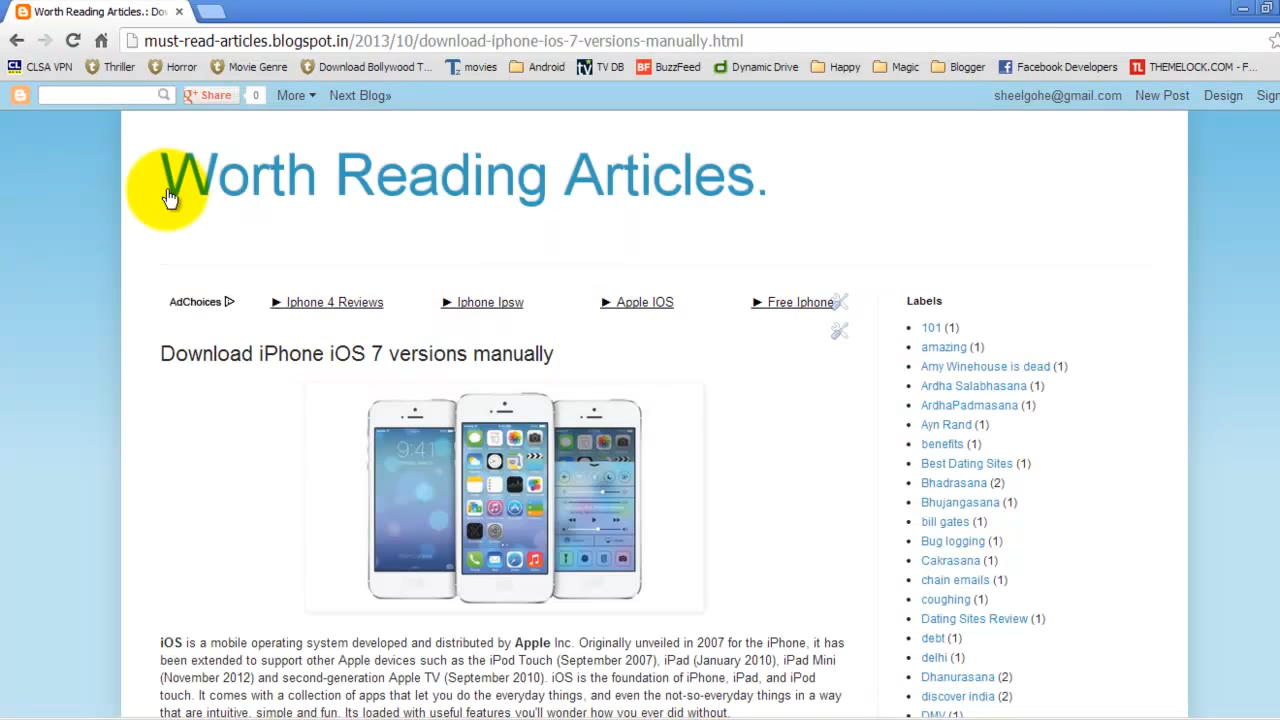 Worth Reading Articles.: Do
must-read-articles.blogspot.in/2013/10/download-iphone-ios-7-versions-manually.html
CLSA VPN Thriller Horror Movie Genre Download Bollywood T... movies Android TV DB BuzzFeed Dynamic Drive Happy Magic Blogger Facebook Developers THEMELOCK.COM - F...
Share 0 More Next Blog» sheelgohe@gmail.com New Post Design Sign
Worth Reading Articles.
AdChoices ► Iphone 4 Reviews ► Iphone Ipsw ► Apple IOS ► Free Iphone
Download iPhone iOS 7 versions manually
9:41
iOS is a mobile operating system developed and distributed by Apple Inc. Originally unveiled in 2007 for the iPhone, it has
been extended to support other Apple devices such as the iPod Touch (September 2007), iPad (January 2010), iPad Mini
(November 2012) and second-generation Apple TV (September 2010). iOS is the foundation of iPhone, iPad, and iPod
touch. It comes with a collection of apps that let you do the everyday things, and even the not-so-everyday things in a way
that are intuitive, simple and fun. Its loaded with useful features you'll wonder how you ever did without.
Labels
101 (1)
amazing (1)
Amy Winehouse is dead (1)
Ardha Salabhasana (1)
ArdhaPadmasana (1)
Ayn Rand (1)
benefits (1)
Best Dating Sites (1)
Bhadrasana (2)
Bhujangasana (1)
bill gates (1)
Bug logging (1)
Cakrasana (1)
chain emails (1)
coughing (1)
Dating Sites Review (1)
debt (1)
delhi (1)
Dhanurasana (2)
discover india (2)
DMV (1)